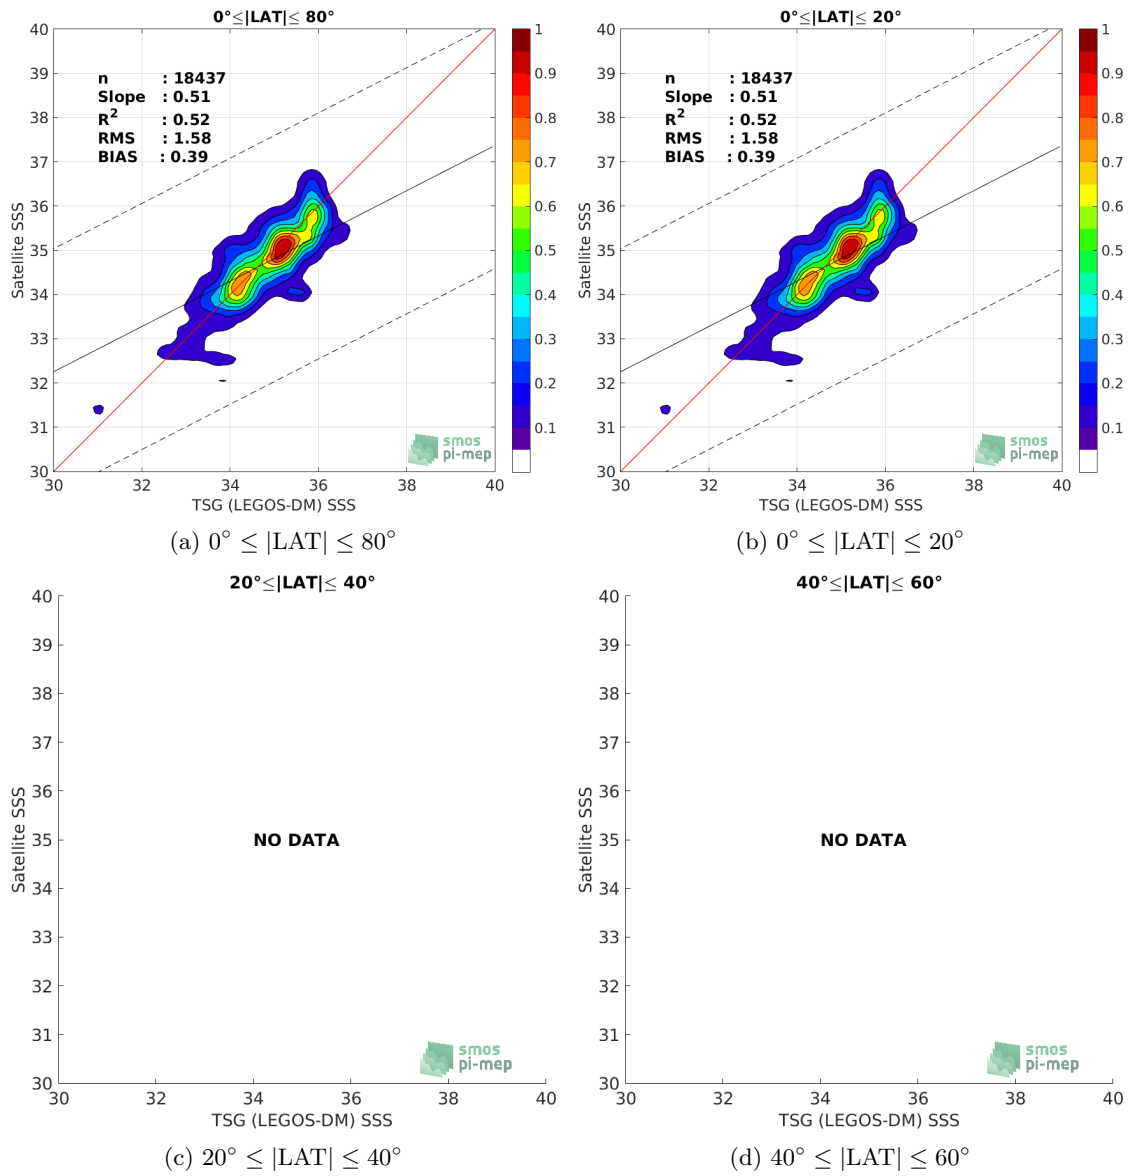 0°≤|LAT|≤ 80°
40
39
38
37
36
35
34
33
32
31
30
Satellite SSS
n : 18437
Slope : 0.51
R2 : 0.52
RMS : 1.58
BIAS : 0.39
1
0.9
0.8
0.7
0.6
0.5
0.4
0.3
0.2
0.1
smos
pi-mep
30 32 34 36 38 40
TSG (LEGOS-DM) SSS
(a) 0° ≤ |LAT| ≤ 80°
0°≤|LAT|≤ 20°
40
39
38
37
36
35
34
33
32
31
30
Satellite SSS
n : 18437
Slope : 0.51
R2 : 0.52
RMS : 1.58
BIAS : 0.39
1
0.9
0.8
0.7
0.6
0.5
0.4
0.3
0.2
0.1
smos
pi-mep
30 32 34 36 38 40
TSG (LEGOS-DM) SSS
(b) 0° ≤ |LAT| ≤ 20°
20°≤|LAT|≤ 40°
40
39
38
37
36
35
34
33
32
31
30
Satellite SSS
NO DATA
smos
pi-mep
30 32 34 36 38 40
TSG (LEGOS-DM) SSS
(c) 20° ≤ |LAT| ≤ 40°
40°≤|LAT|≤ 60°
40
39
38
37
36
35
34
33
32
31
30
Satellite SSS
NO DATA
smos
pi-mep
30 32 34 36 38 40
TSG (LEGOS-DM) SSS
(d) 40° ≤ |LAT| ≤ 60°